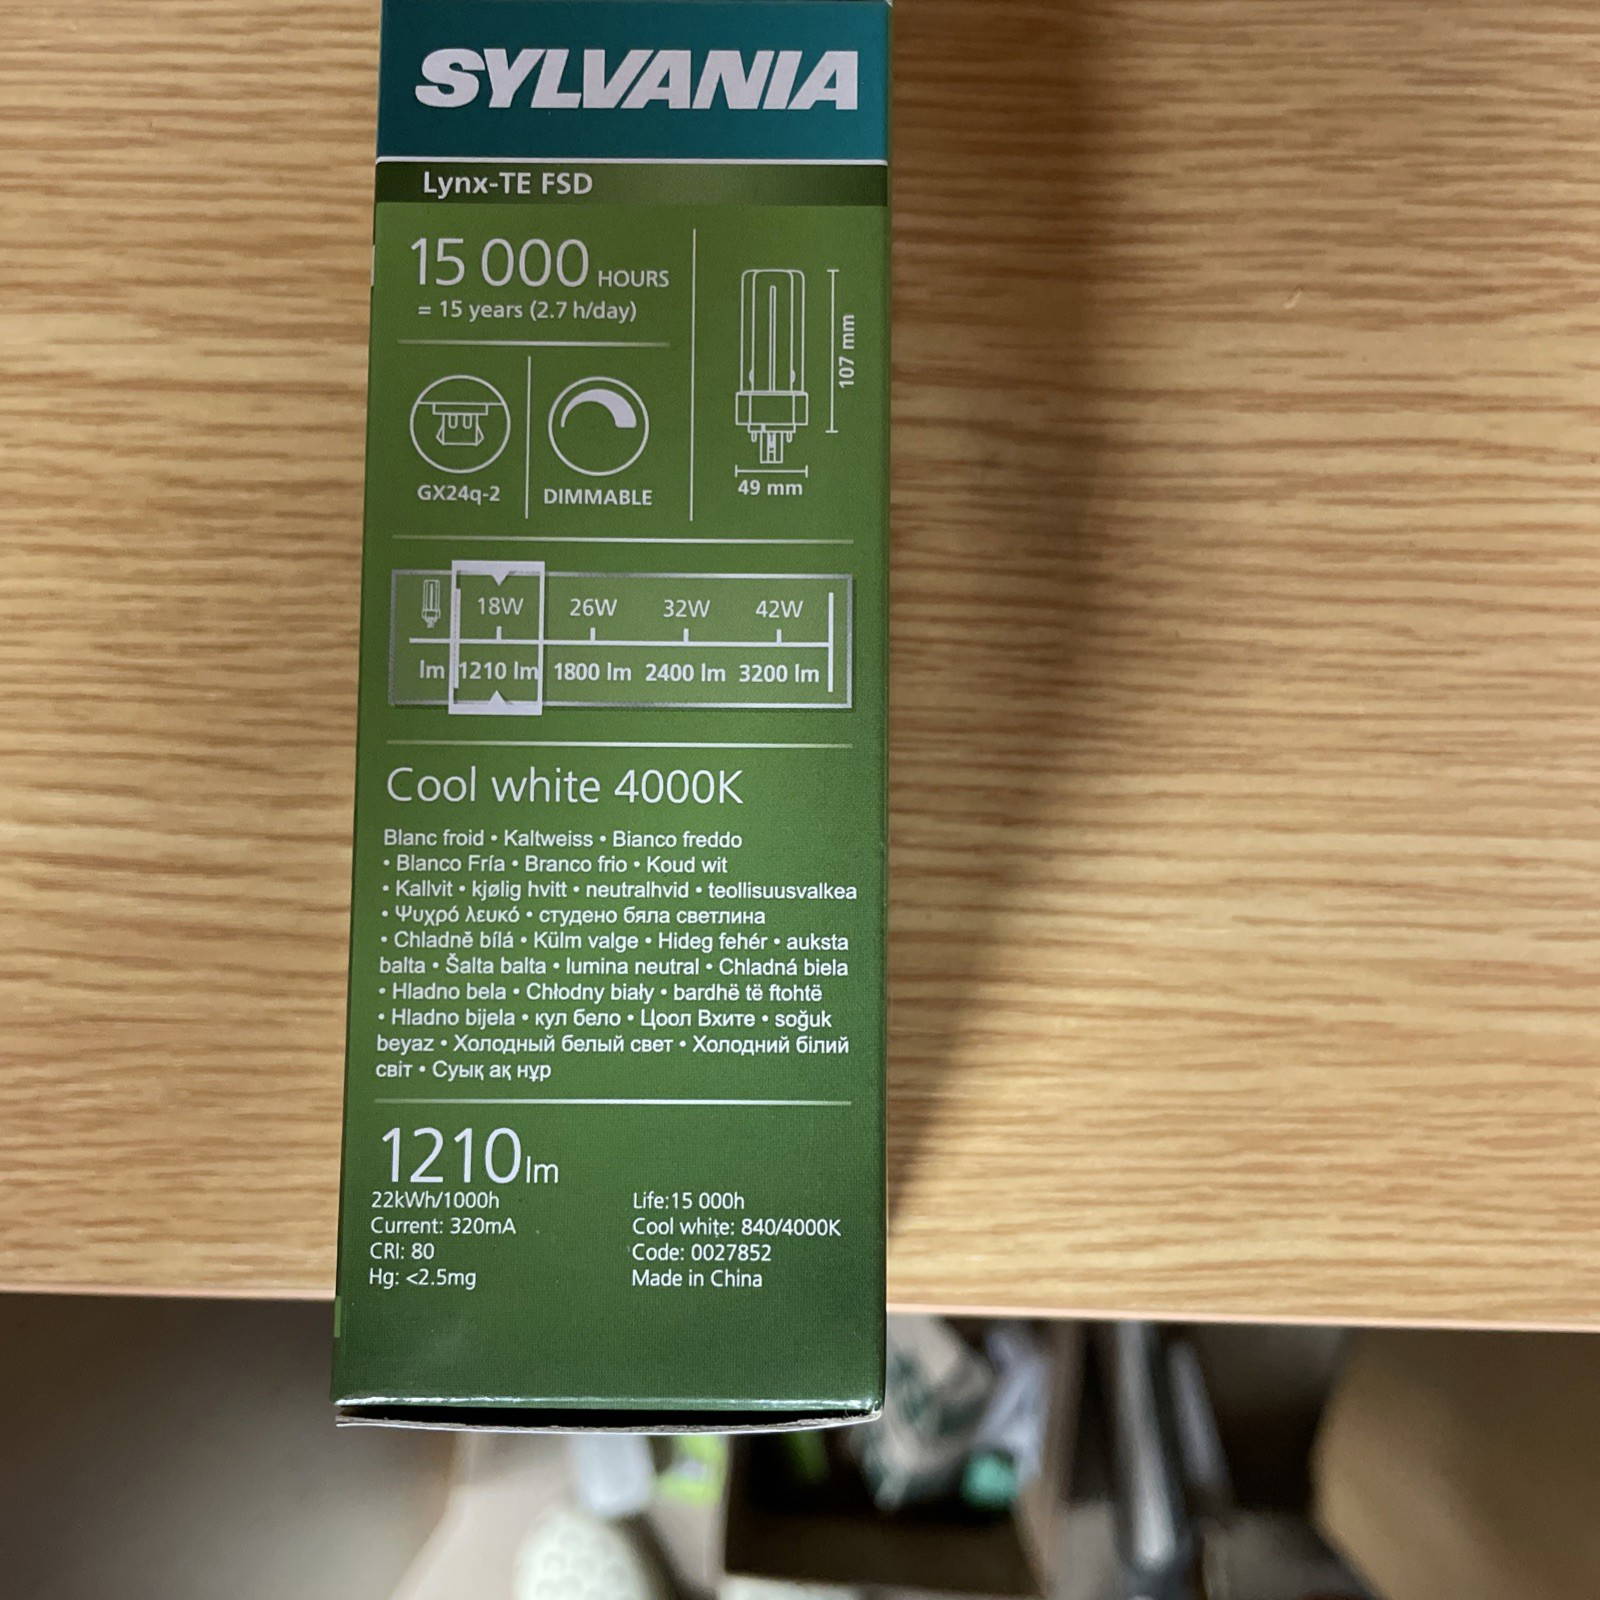 SYLVANIA
Lynx-TE FSD
15 000 HOURS
= 15 years (2.7 h/day)
GX24q-2
DIMMABLE
107 mm
49 mm
18W 26W 32W 42W
lm 1210 lm 1800 lm 2400 lm 3200 lm
Cool white 4000K
Blanc froid • Kaltweiss • Bianco freddo
• Blanco Fría • Branco frio • Koud wit
• Kallvit • kjølig hvitt • neutralhvid • teollisuusvalkea
• Ψυχρό λευκό • студено бяла светлина
• Chladně bílá • Külm valge • Hideg fehér • auksta
balta • Šalta balta • lumina neutral • Chladná biela
• Hladno bela • Chłodny biały • bardhë të ftohtë
• Hladno bijela • кул бело • Цоол Вхите • soğuk
beyaz • Холодный белый свет • Холодний білий
світ • Суық ақ нұр
1210lm
22kWh/1000h
Current: 320mA
CRI: 80
Hg: <2.5mg
Life:15 000h
Cool white: 840/4000K
Code: 0027852
Made in China